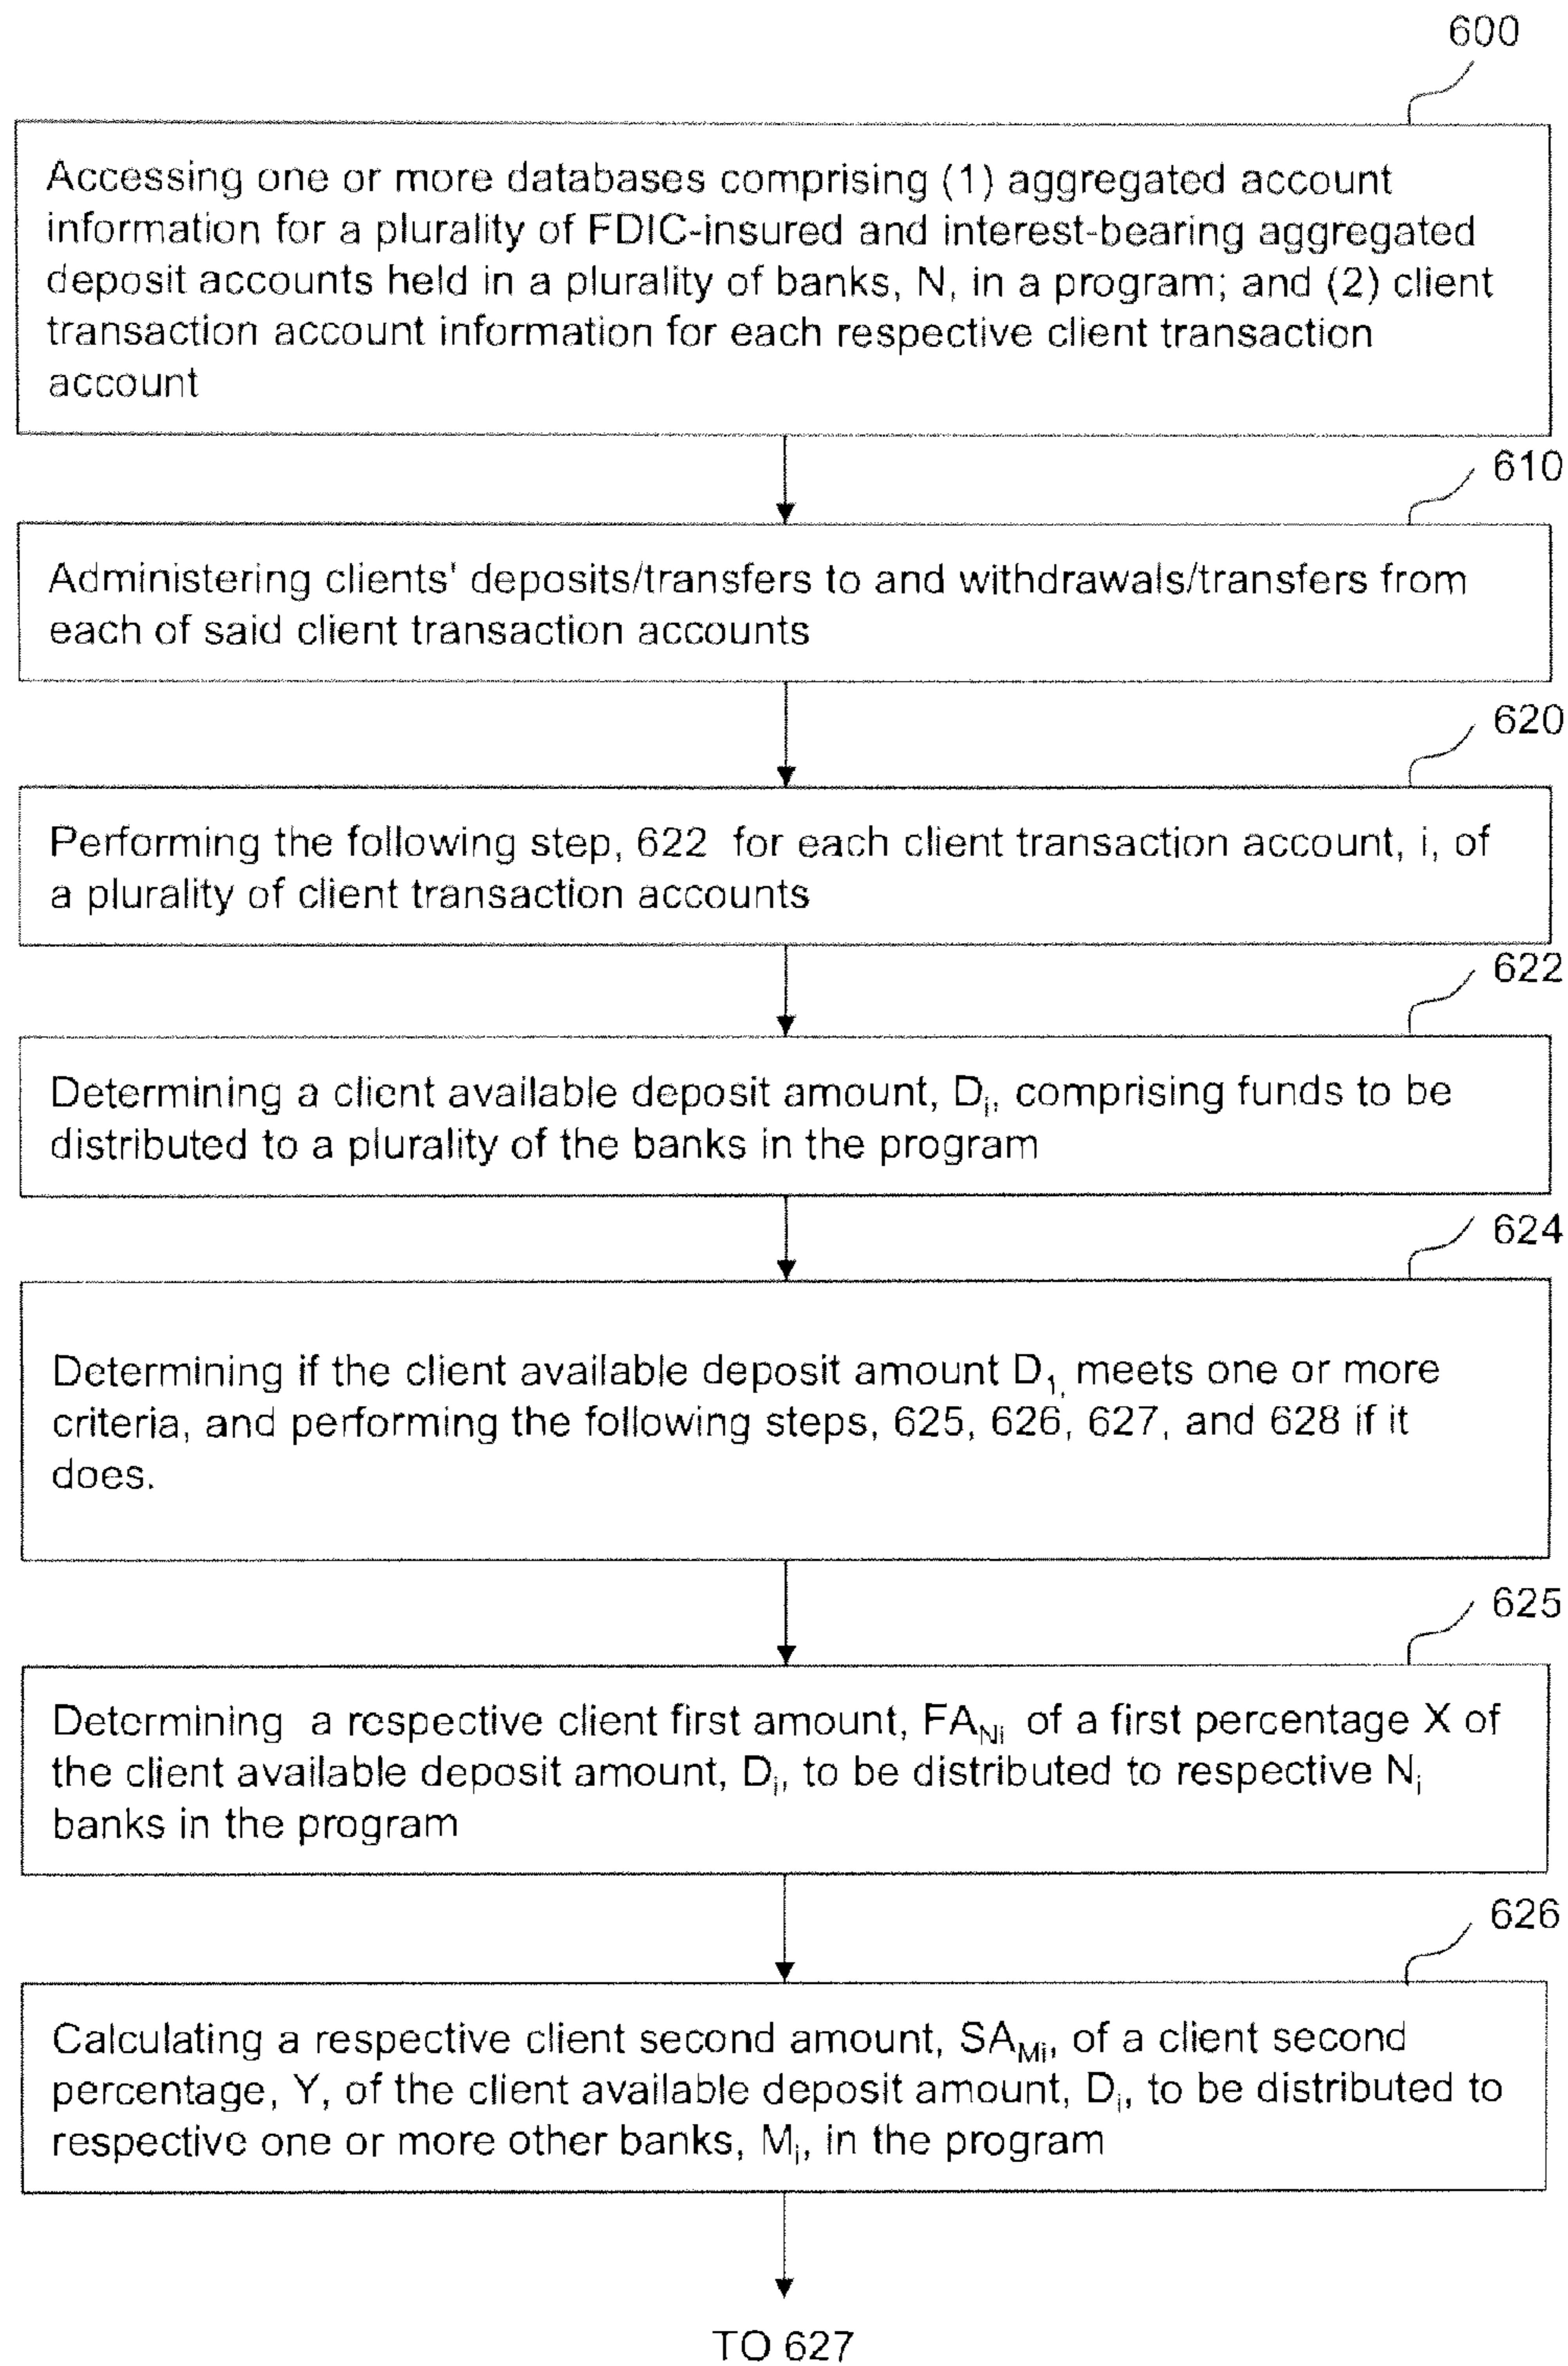 600
Accessing one or more databases comprising (1) aggregated account
information for a plurality of FDIC-insured and interest-bearing aggregated
deposit accounts held in a plurality of banks, N, in a program; and (2) client
transaction account information for each respective client transaction
account
610
Administering clients' deposits/transfers to and withdrawals/transfers from
each of said client transaction accounts
620
Performing the following step, 622 for each client transaction account, i, of
a plurality of client transaction accounts
622
Determining a client available deposit amount, Di, comprising funds to be
distributed to a plurality of the banks in the program
624
Determining if the client available deposit amount D1, meets one or more
criteria, and performing the following steps, 625, 626, 627, and 628 if it
does.
625
Determining a respective client first amount, FANi of a first percentage X of
the client available deposit amount, Di, to be distributed to respective Ni
banks in the program
626
Calculating a respective client second amount, SAMi, of a client second
percentage, Y, of the client available deposit amount, Di, to be distributed to
respective one or more other banks, Mi, in the program
TO 627